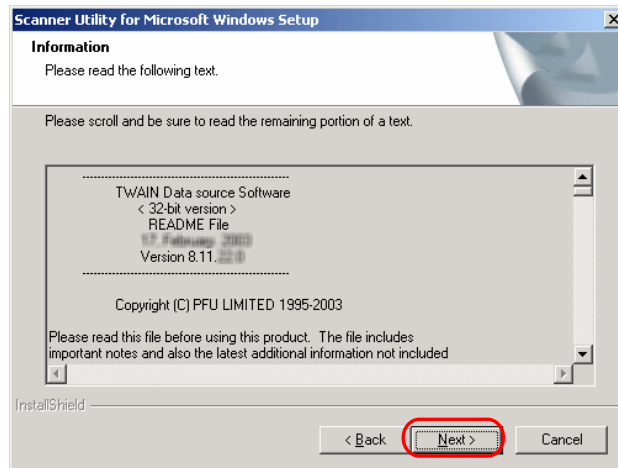 Scanner Utility for Microsoft Windows Setup
Information
Please read the following text.
Please scroll and be sure to read the remaining portion of a text.
----------------------------------------------------
TWAIN Data source Software
< 32-bit version >
README File
Version 8.11.
----------------------------------------------------
Copyright (C) PFU LIMITED 1995-2003
Please read this file before using this product. The file includes
important notes and also the latest additional information not included
InstallShield
< Back Next > Cancel